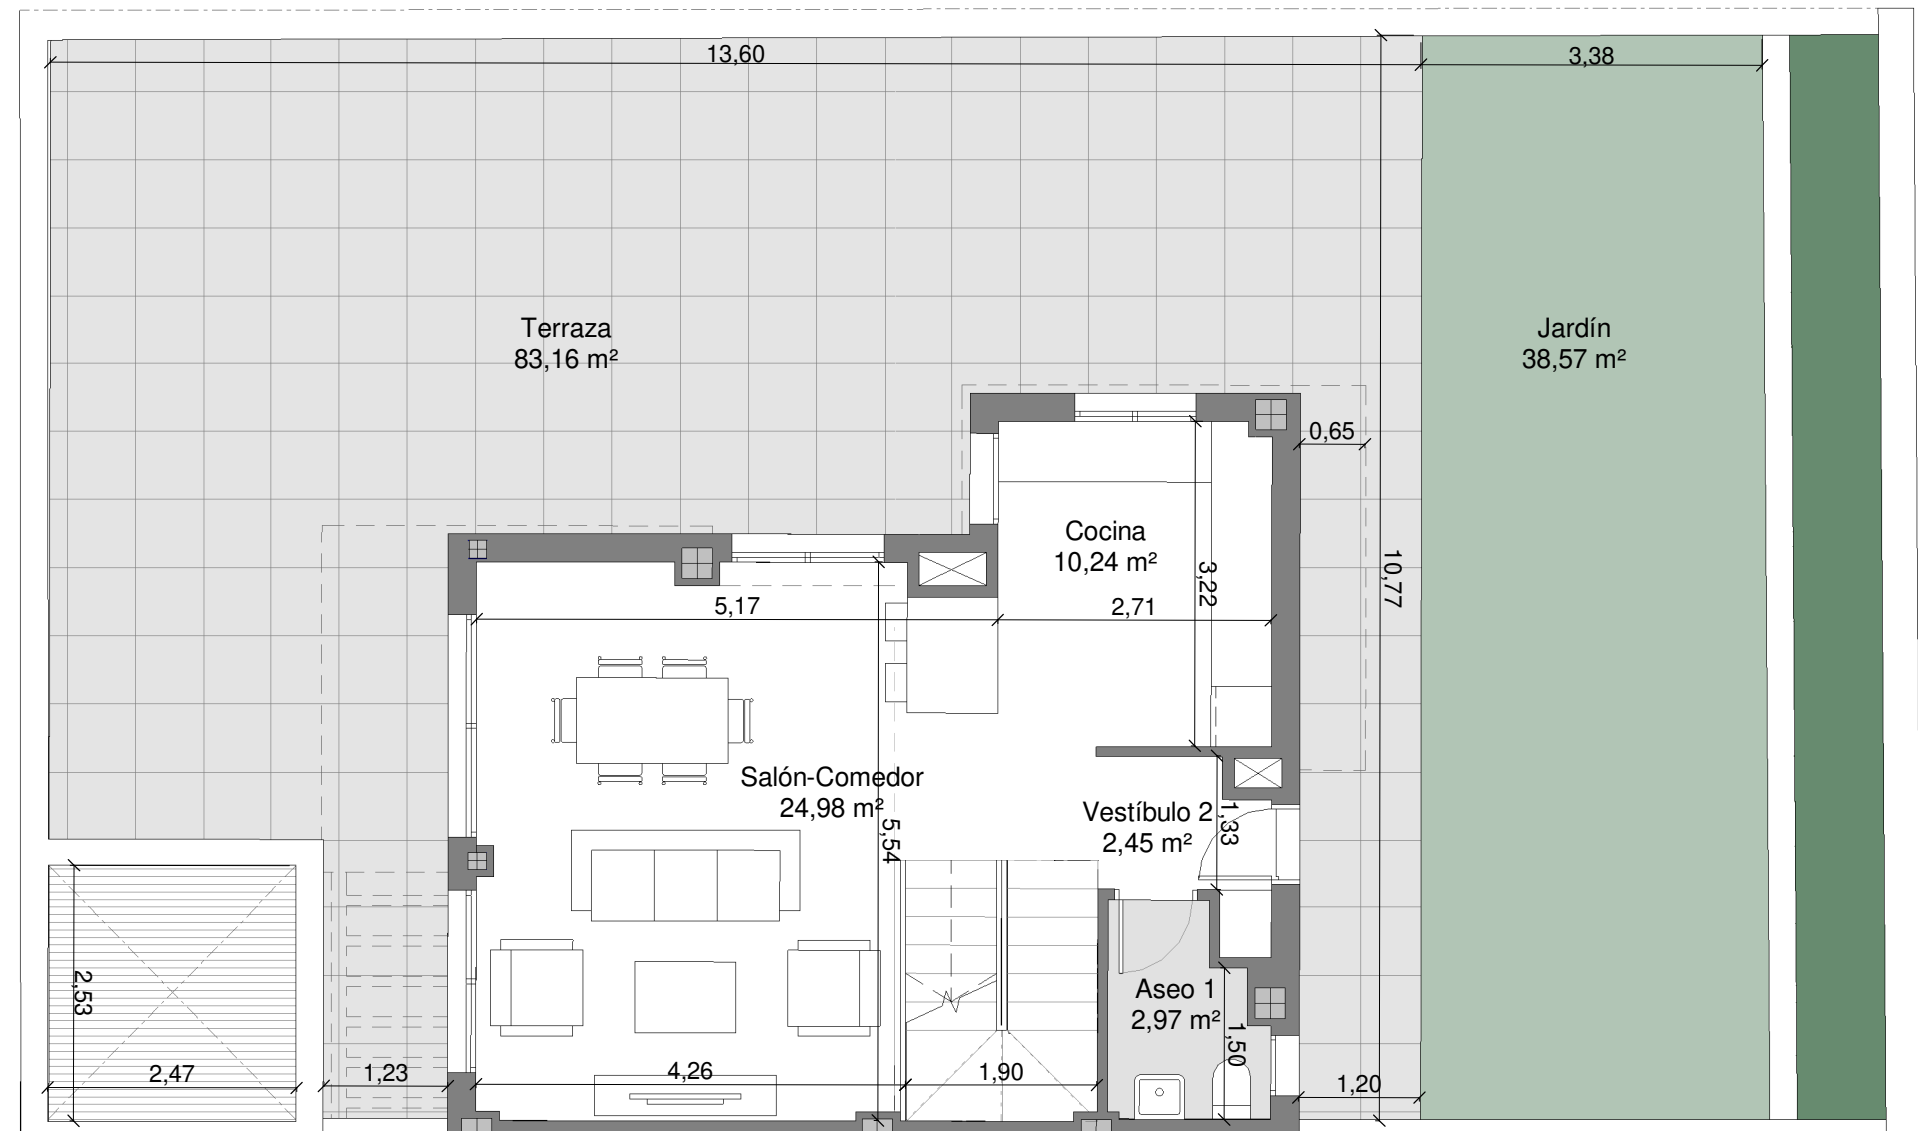 13,60
3,38
Terraza
83,16 m²
Jardín
38,57 m²
0,65
Cocina
10,24 m²
3,22
10,77
5,17
2,71
Salón-Comedor
24,98 m²
5,54
Vestíbulo 2
2,45 m²
1,33
2,53
Aseo 1
2,97 m²
1,50
2,47
1,23
4,26
1,90
1,20